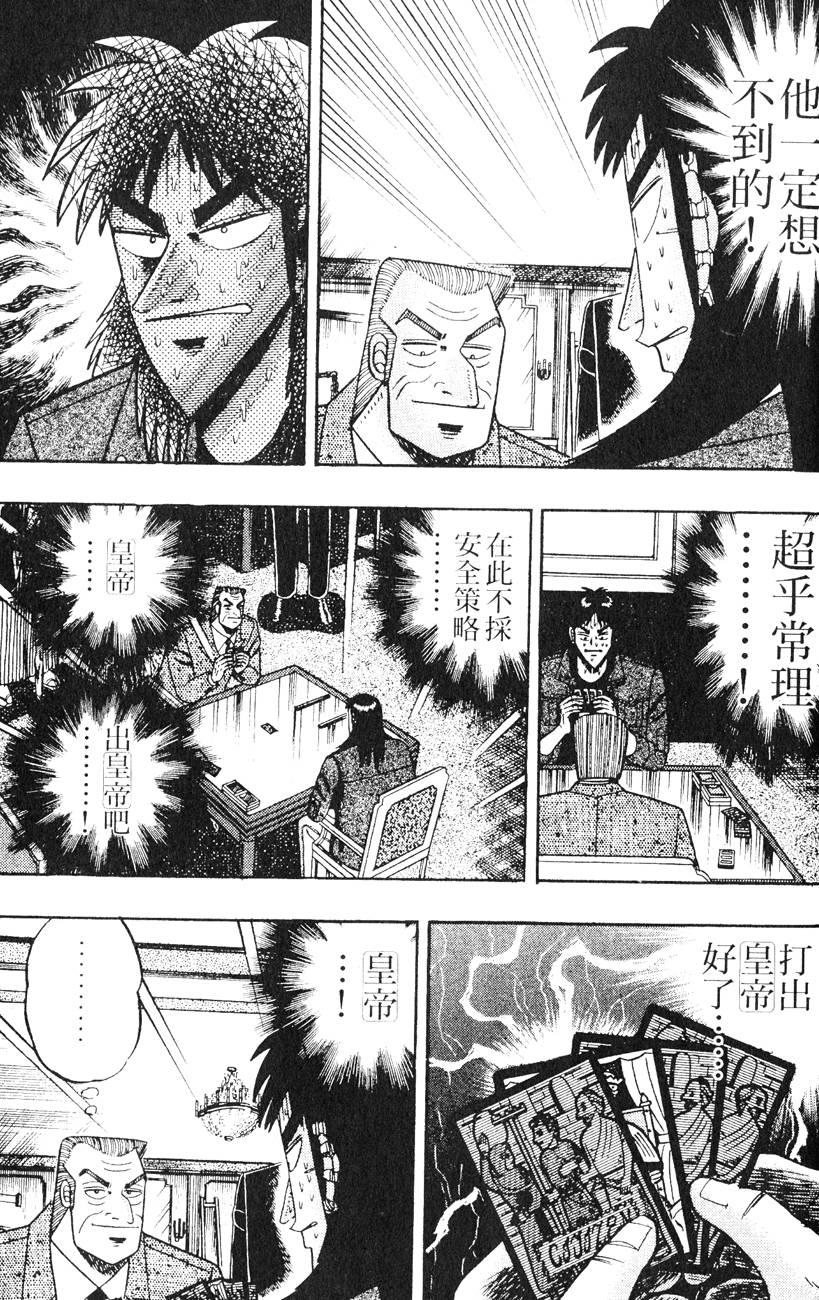 他一定想
不到的！
超乎常理
………！
在此不採
安全策略
……
皇帝
……
出皇帝吧
………！
打出
皇帝
好了……
皇帝
…！
………